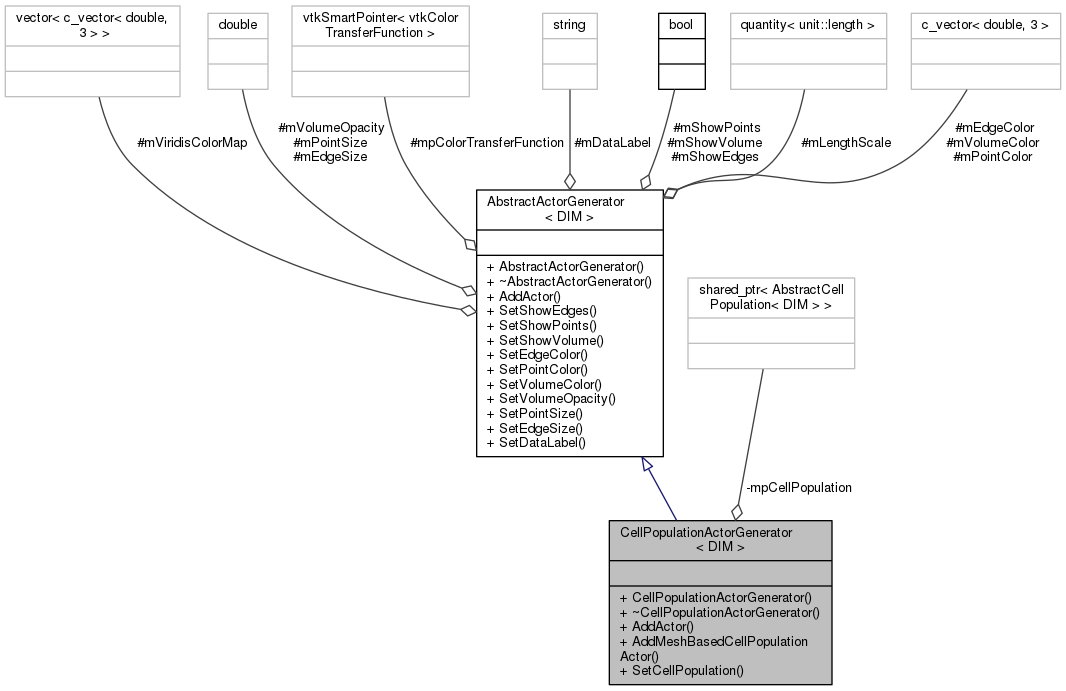 vector< c_vector< double,
3 > >
double
vtkSmartPointer< vtkColor
TransferFunction >
string
bool
quantity< unit::length >
c_vector< double, 3 >
#mViridisColorMap
#mVolumeOpacity
#mPointSize
#mEdgeSize
#mpColorTransferFunction
#mDataLabel
#mShowPoints
#mShowVolume
#mShowEdges
#mLengthScale
#mEdgeColor
#mVolumeColor
#mPointColor
AbstractActorGenerator
< DIM >
+ AbstractActorGenerator()
+ ~AbstractActorGenerator()
+ AddActor()
+ SetShowEdges()
+ SetShowPoints()
+ SetShowVolume()
+ SetEdgeColor()
+ SetPointColor()
+ SetVolumeColor()
+ SetVolumeOpacity()
+ SetPointSize()
+ SetEdgeSize()
+ SetDataLabel()
shared_ptr< AbstractCell
Population< DIM > >
-mpCellPopulation
CellPopulationActorGenerator
< DIM >
+ CellPopulationActorGenerator()
+ ~CellPopulationActorGenerator()
+ AddActor()
+ AddMeshBasedCellPopulation
Actor()
+ SetCellPopulation()